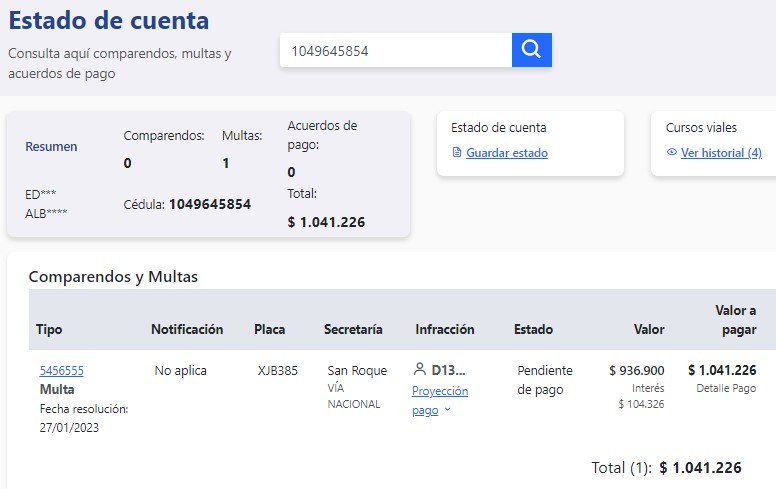 Estado de cuenta
Consulta aquí comparendos, multas y
acuerdos de pago
1049645854
Resumen
ED***
ALB****
Comparendos:
0
Multas:
1
Acuerdos de
pago:
0
Cédula: 1049645854
Total:
$ 1.041.226
Estado de cuenta
Guardar estado
Cursos viales
Ver historial (4)
Comparendos y Multas
Tipo Notificación Placa Secretaría Infracción Estado Valor Valor a
pagar
5456555
Multa
Fecha resolución:
27/01/2023
No aplica
XJB385
San Roque
VÍA
NACIONAL
D13...
Proyección
pago
Pendiente
de pago
$ 936.900
Interés
$ 104.326
$ 1.041.226
Detalle Pago
Total (1): $ 1.041.226